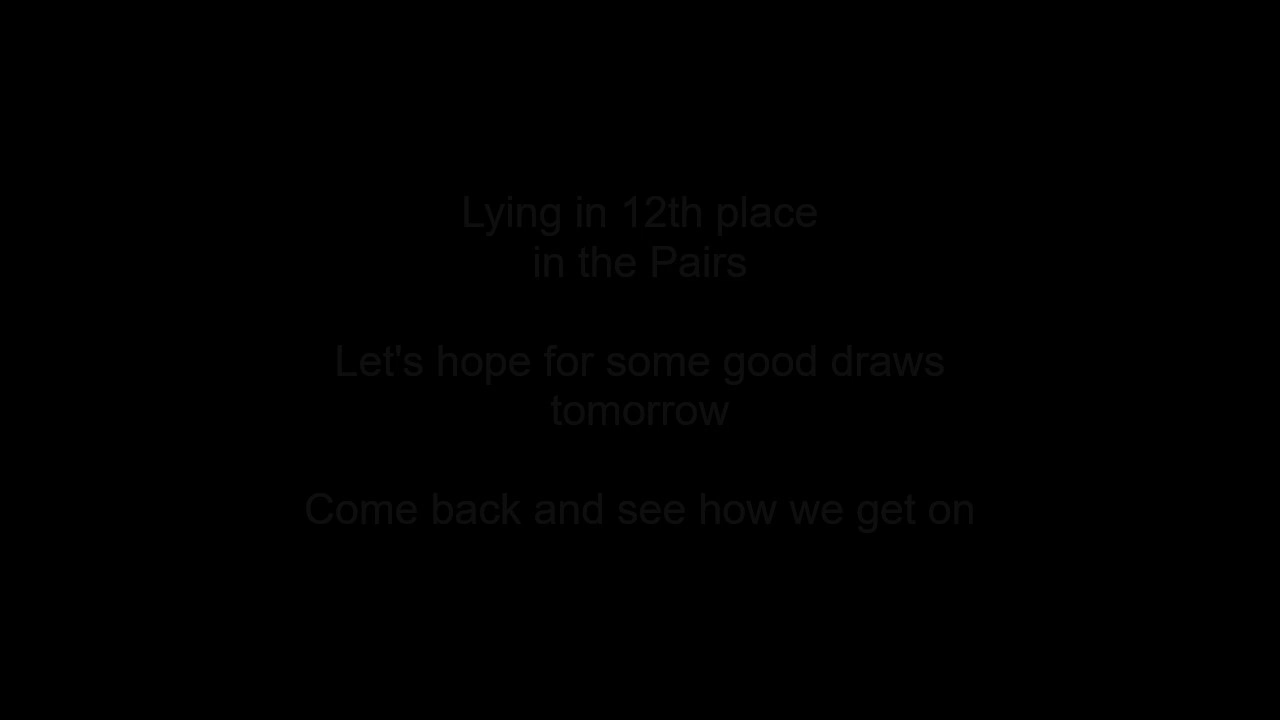 Lying in 12th place
in the Pairs
Let's hope for some good draws
tomorrow
Come back and see how we get on